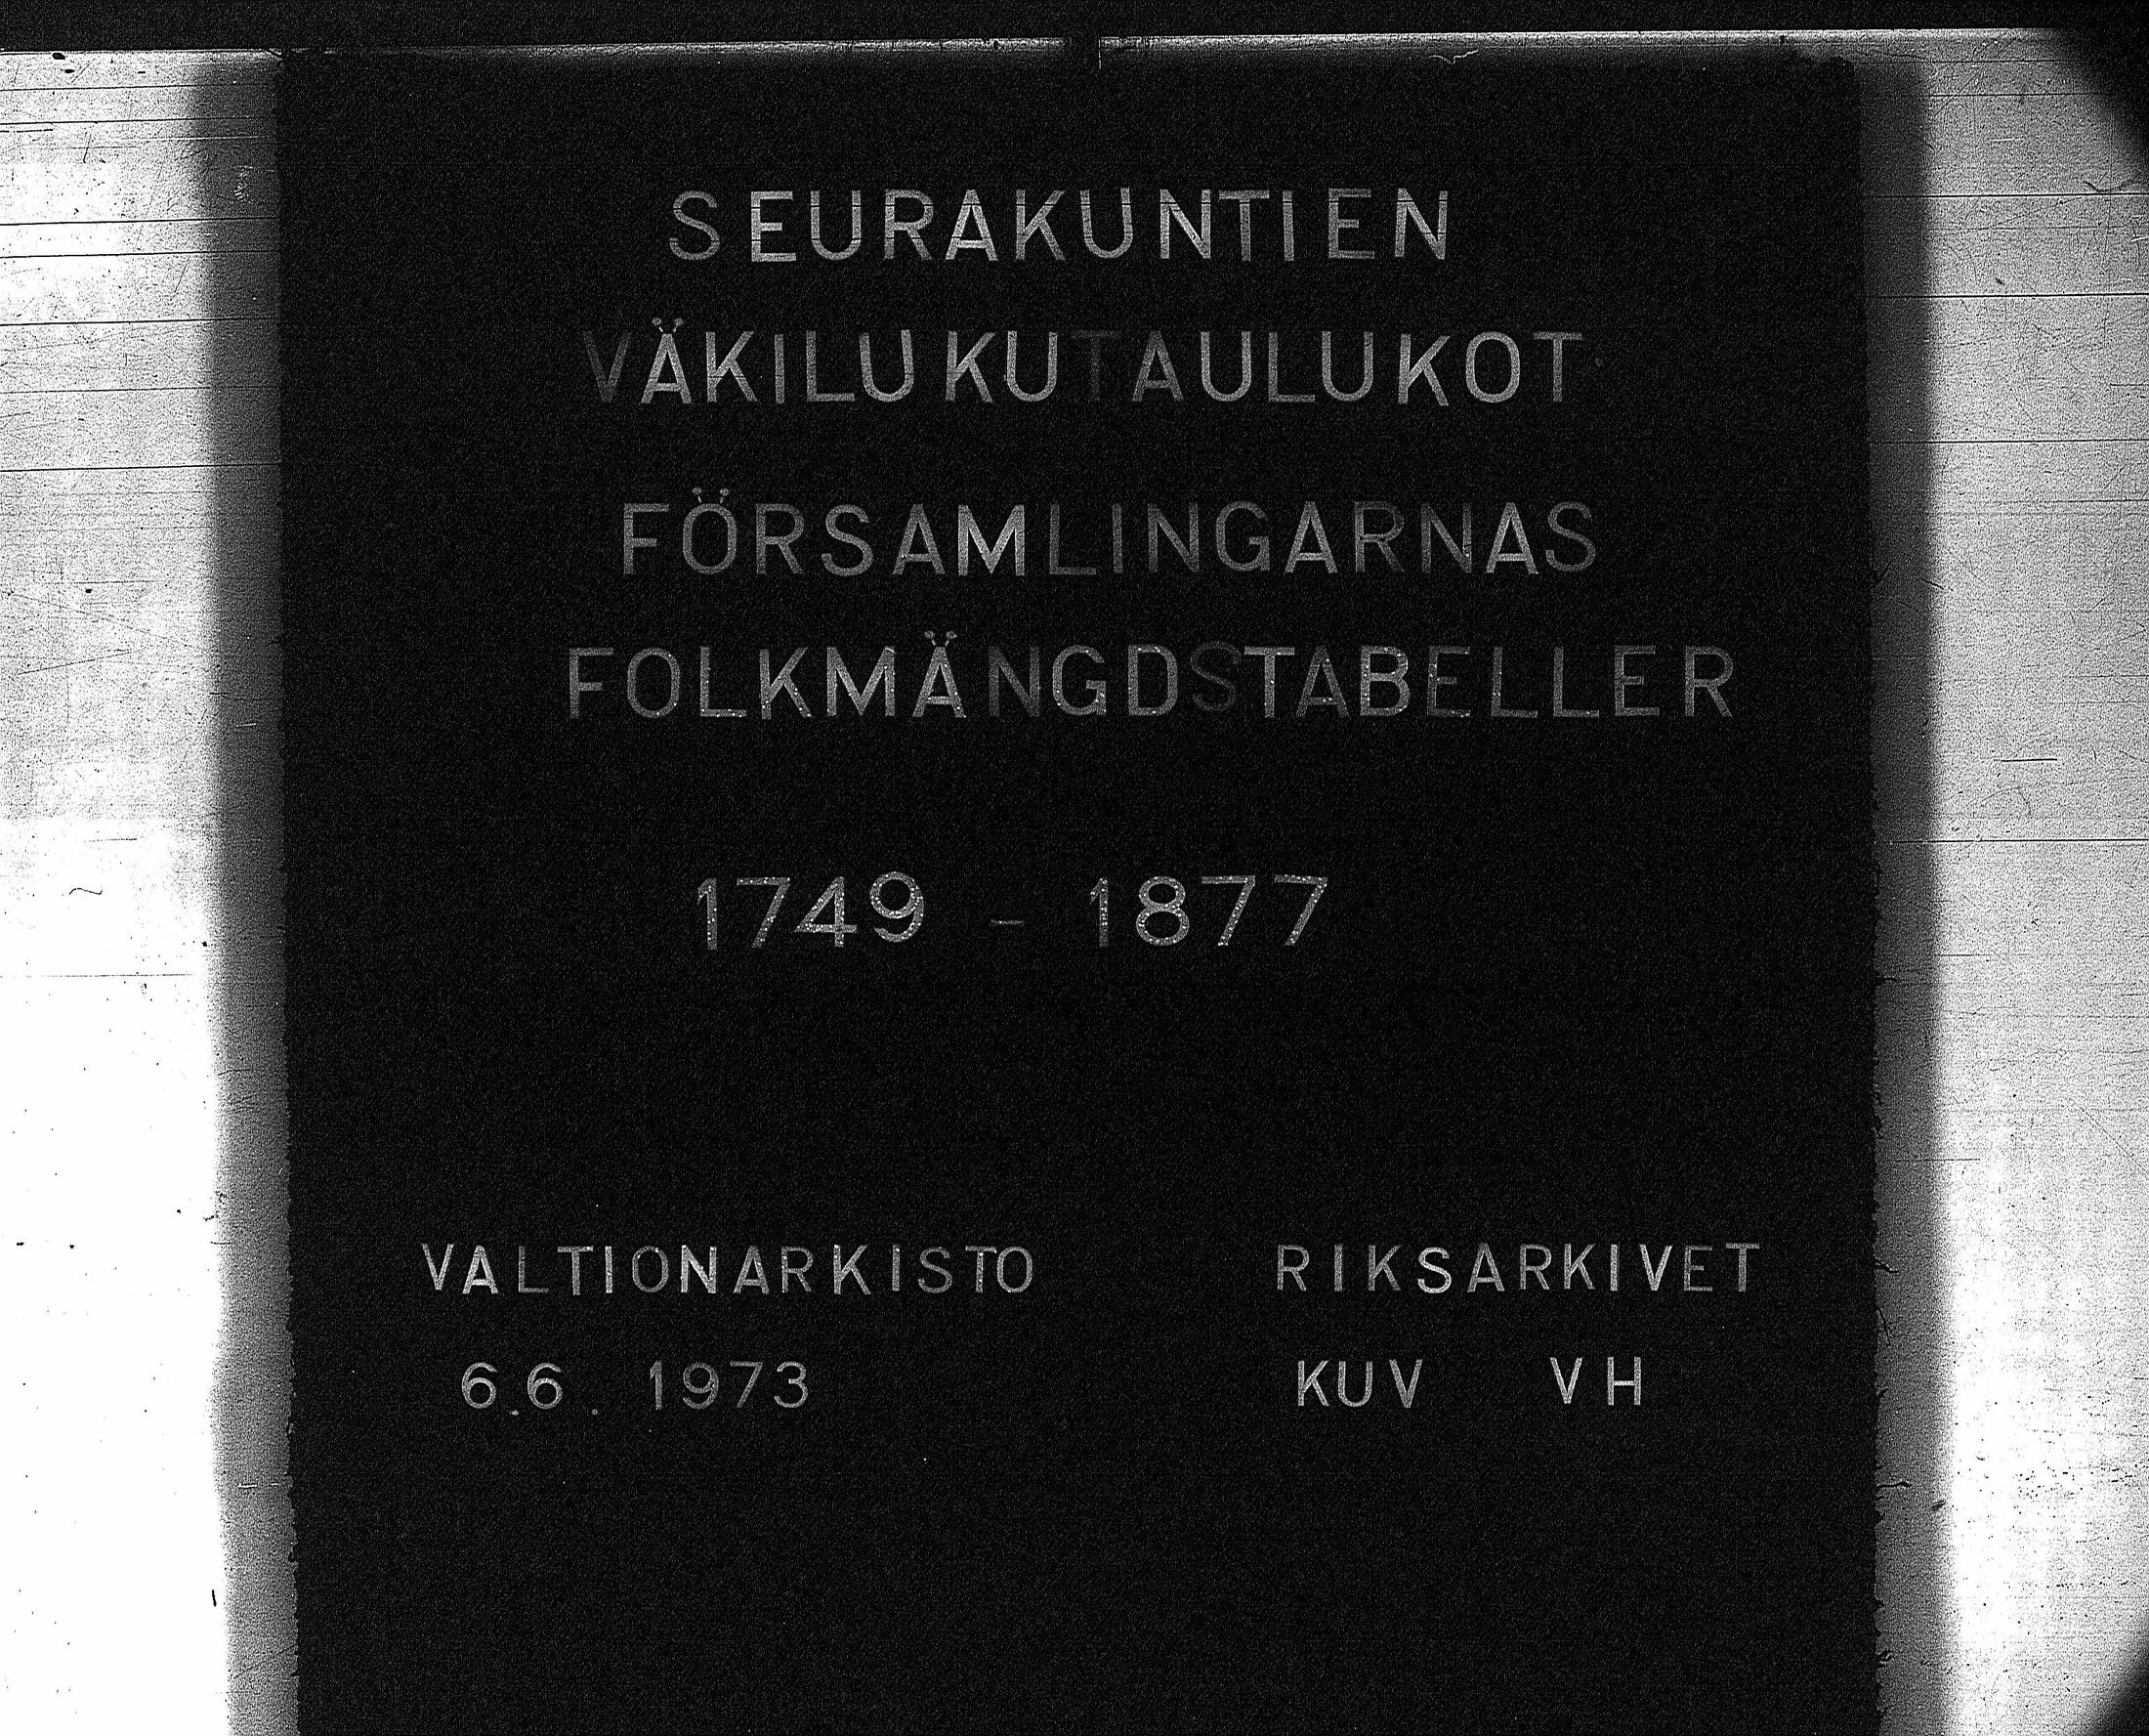 SEURAKUNTIEN
VÄKILUKUTAULUKOT
FÖRSAMLINGARNAS
FOLKMÄNGDSTABELLER
1749 - 1877
VALTIONARKISTO RIKSARKIVET
6.6. 1973 KUV VH